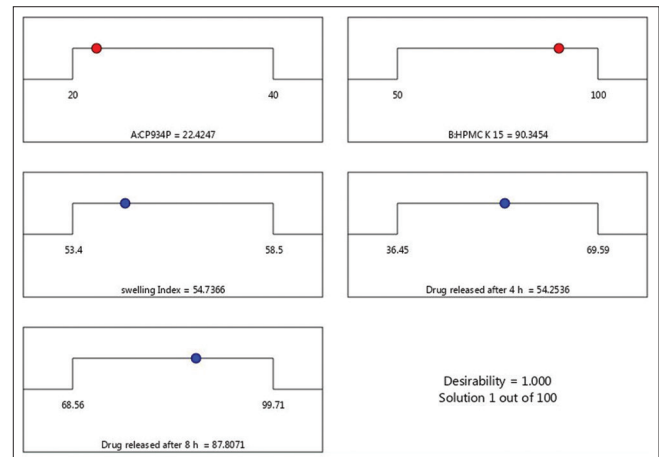 20 40
A:CP934P = 22.4247
50 100
B:HPMC K 15 = 90.3454
53.4 58.5
swelling Index = 54.7366
36.45 69.59
Drug released after 4 h = 54.2536
68.56 99.71
Drug released after 8 h = 87.8071
Desirability = 1.000
Solution 1 out of 100